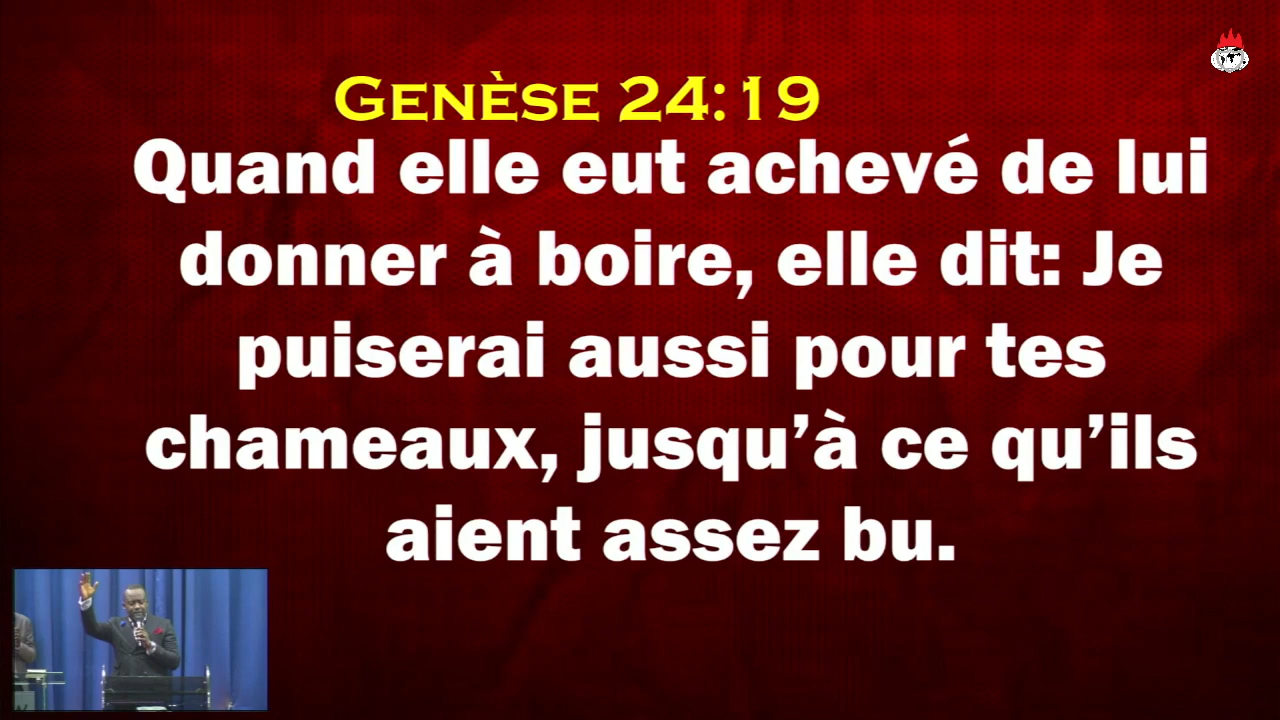 Genèse 24:19
Quand elle eut achevé de lui
donner à boire, elle dit: Je
puiserai aussi pour tes
chameaux, jusqu’à ce qu’ils
aient assez bu.